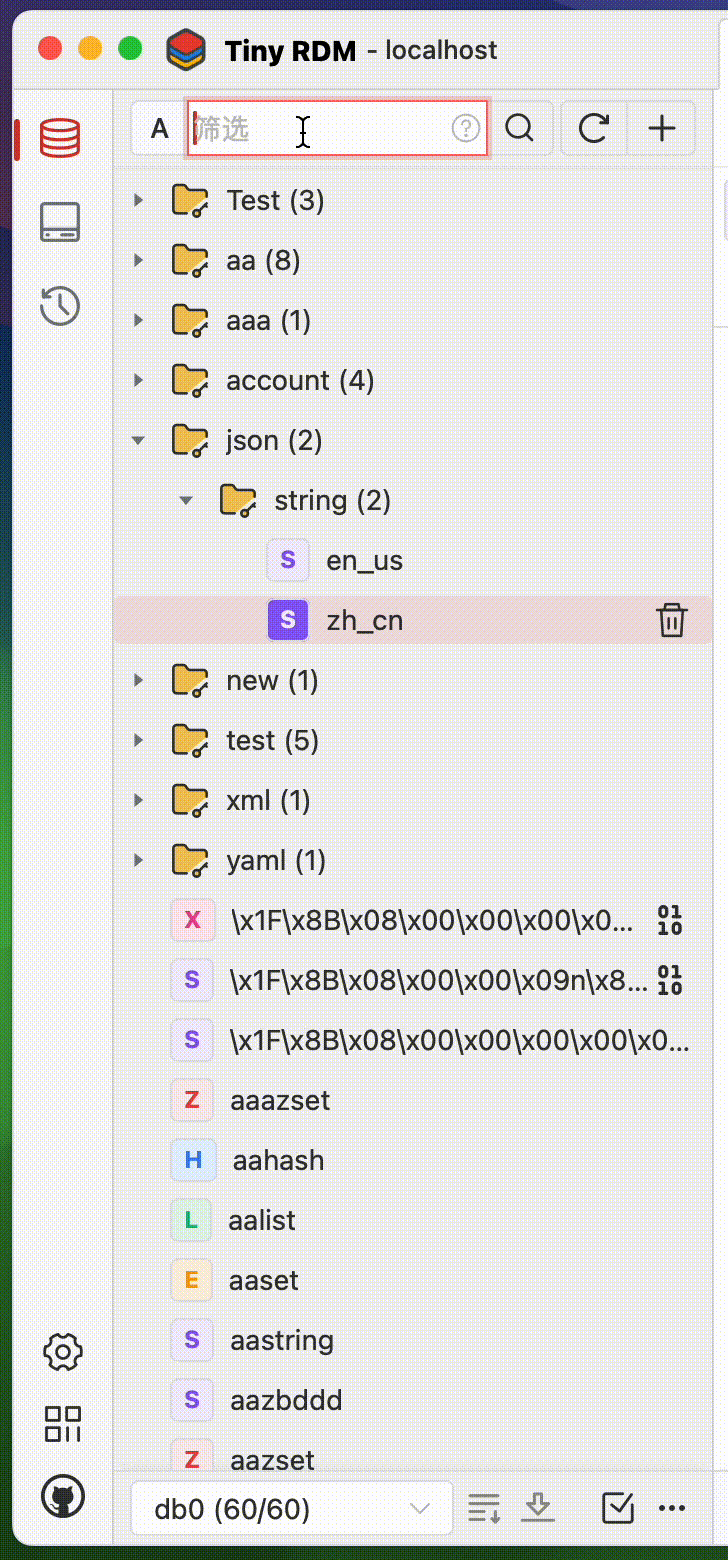 Tiny RDM - localhost
A 筛选
Test (3)
aa (8)
aaa (1)
account (4)
json (2)
string (2)
S en_us
S zh_cn
new (1)
test (5)
xml (1)
yaml (1)
X \x1F\x8B\x08\x00\x00\x00\x0... 01 10
S \x1F\x8B\x08\x00\x00\x09n\x8... 01 10
S \x1F\x8B\x08\x00\x00\x00\x00\x0...
Z aaazset
H aahash
L aalist
E aaset
S aastring
S aazbddd
Z aazset
db0 (60/60)